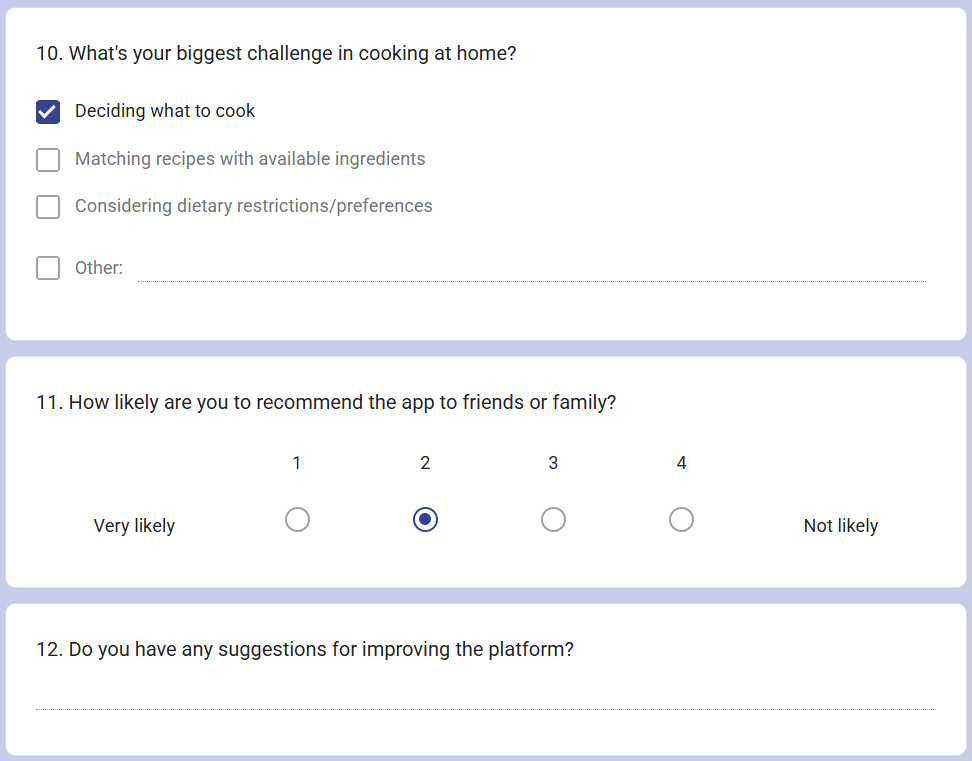 10. What's your biggest challenge in cooking at home?
Deciding what to cook
Matching recipes with available ingredients
Considering dietary restrictions/preferences
Other:
11. How likely are you to recommend the app to friends or family?
1 2 3 4
Very likely Not likely
12. Do you have any suggestions for improving the platform?